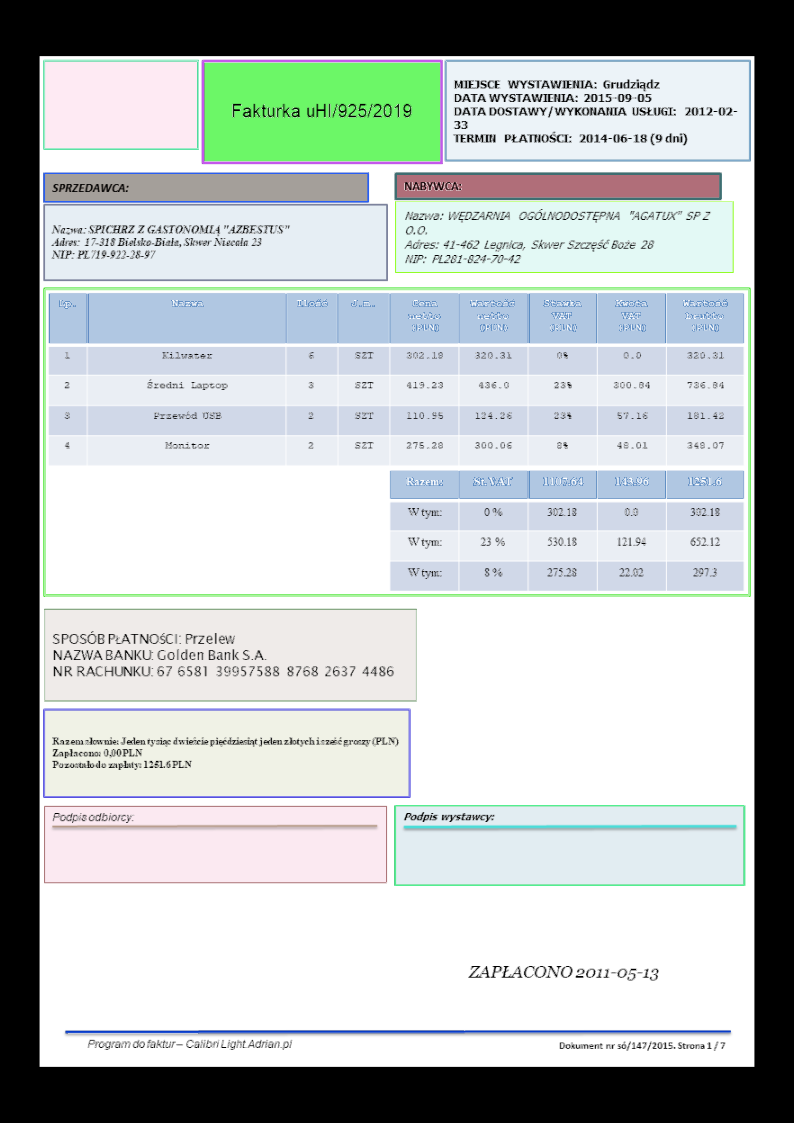 Fakturka uHI/925/2019
MIEJSCE WYSTAWIENIA: Grudziądz
DATA WYSTAWIENIA: 2015-09-05
DATA DOSTAWY/WYKONANIA USŁUGI: 2012-02-
33
TERMIN PŁATNOŚCI: 2014-06-18 (9 dni)
SPRZEDAWCA:
Nazwa: SPICHRZ Z GASTONOMIĄ "AZBESTUS"
Adres: 17-318 Bielsko-Biała, Skwer Niecała 23
NIP: PL719-922-28-97
NABYWCA:
Nazwa: WĘDZARNIA OGÓLNODOSTĘPNA "AGATUX" SP Z
O.O.
Adres: 41-462 Legnica, Skwer Szczęść Boże 28
NIP: PL281-824-70-42
Lp. Nazwa Ilość J.m. Cena netto (PLN) Wartość netto (PLN) Stawka VAT (PLN) Kwota VAT (PLN) Wartość brutto (PLN)
1 Kilwater 6 SZT 302.18 320.31 0% 0.0 320.31
2 Średni Laptop 3 SZT 419.23 436.0 23% 300.84 736.84
3 Przewód USB 2 SZT 110.95 124.26 23% 57.16 181.42
4 Monitor 2 SZT 275.28 300.06 8% 48.01 348.07
Razem: St.VAT 1107.64 143.96 1251.6
W tym: 0 % 302.18 0.0 302.18
W tym: 23 % 530.18 121.94 652.12
W tym: 8 % 275.28 22.02 297.3
SPOSÓB PŁATNOŚCI: Przelew
NAZWA BANKU: Golden Bank S.A.
NR RACHUNKU: 67 6581 39957588 8768 2637 4486
Razem słownie: Jeden tysiąc dwieście pięćdziesiąt jeden złotych i sześć groszy (PLN)
Zapłacono: 0,00 PLN
Pozostało do zapłaty: 1251.6 PLN
Podpis odbiorcy:
Podpis wystawcy:
ZAPŁACONO 2011-05-13
Program do faktur – Calibri Light.Adrian.pl
Dokument nr só/147/2015. Strona 1 / 7